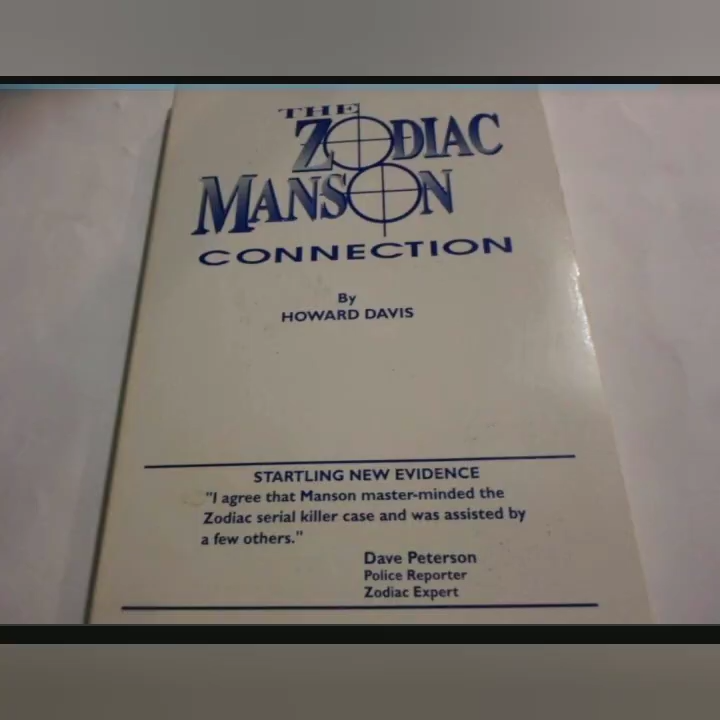 THE
ZODIAC
MANSON
CONNECTION
By
HOWARD DAVIS
STARTLING NEW EVIDENCE
"I agree that Manson master-minded the
Zodiac serial killer case and was assisted by
a few others."
Dave Peterson
Police Reporter
Zodiac Expert